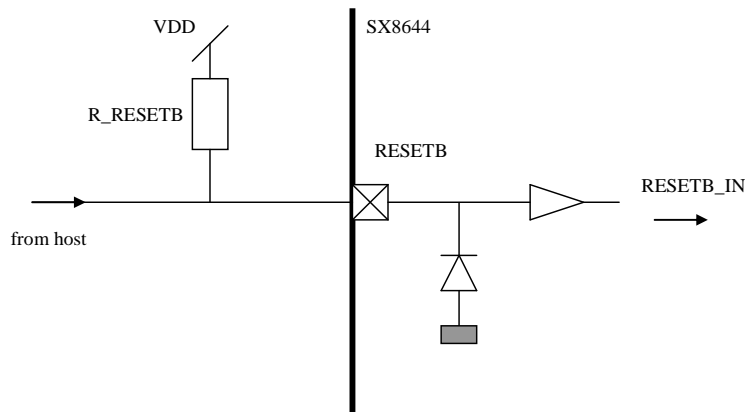 VDD
SX8644
R_RESETB
RESETB
RESETB_IN
from host